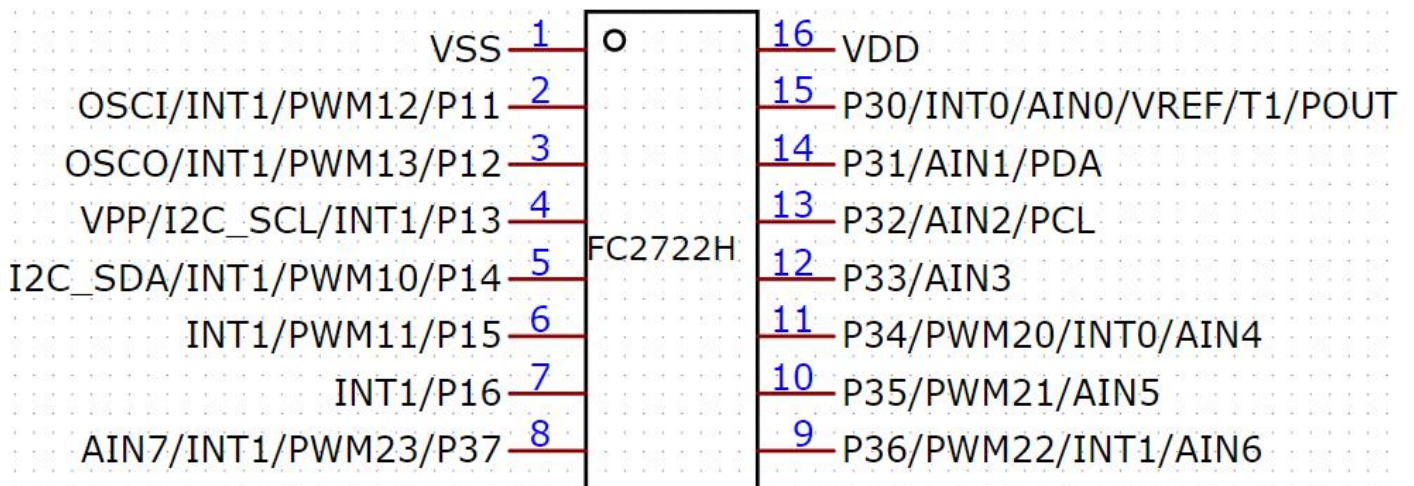 VSS 1 16 VDD
OSCI/INT1/PWM12/P11 2 15 P30/INT0/AIN0/VREF/T1/POUT
OSCO/INT1/PWM13/P12 3 14 P31/AIN1/PDA
VPP/I2C_SCL/INT1/P13 4 13 P32/AIN2/PCL
FC2722H
I2C_SDA/INT1/PWM10/P14 5 12 P33/AIN3
INT1/PWM11/P15 6 11 P34/PWM20/INT0/AIN4
INT1/P16 7 10 P35/PWM21/AIN5
AIN7/INT1/PWM23/P37 8 9 P36/PWM22/INT1/AIN6